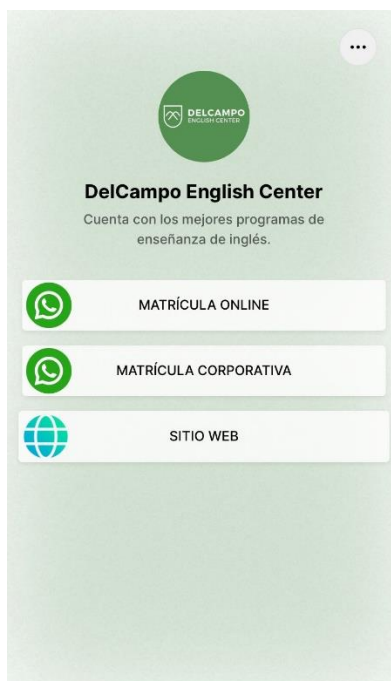 DELCAMPO
ENGLISH CENTER
DelCampo English Center
Cuenta con los mejores programas de
enseñanza de inglés.
MATRÍCULA ONLINE
MATRÍCULA CORPORATIVA
SITIO WEB